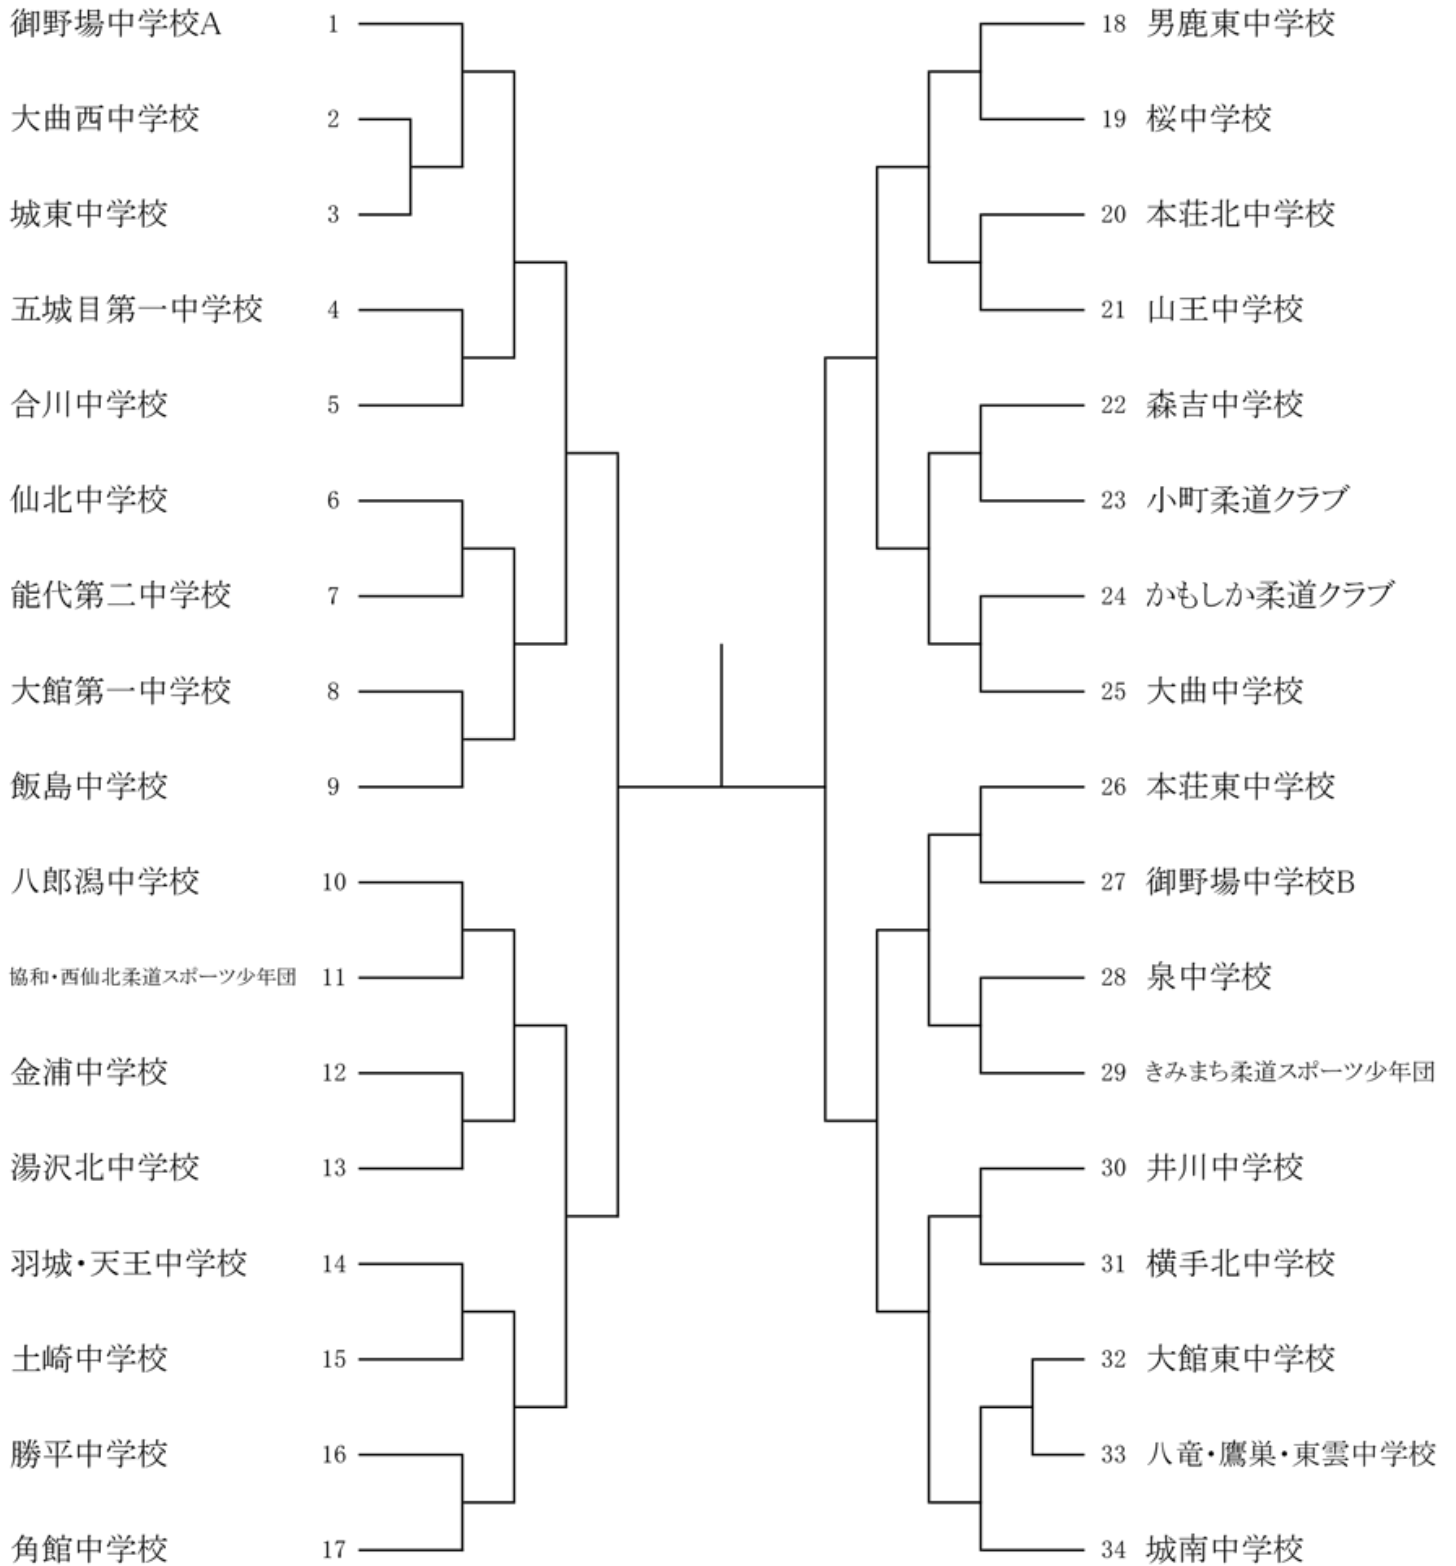 御野場中学校A 1
大曲西中学校 2
城東中学校 3
五城目第一中学校 4
合川中学校 5
仙北中学校 6
能代第二中学校 7
大館第一中学校 8
飯島中学校 9
八郎潟中学校 10
協和・西仙北柔道スポーツ少年団 11
金浦中学校 12
湯沢北中学校 13
羽城・天王中学校 14
土崎中学校 15
勝平中学校 16
角館中学校 17
18 男鹿東中学校
19 桜中学校
20 本荘北中学校
21 山王中学校
22 森吉中学校
23 小町柔道クラブ
24 かもしか柔道クラブ
25 大曲中学校
26 本荘東中学校
27 御野場中学校B
28 泉中学校
29 きみまち柔道スポーツ少年団
30 井川中学校
31 横手北中学校
32 大館東中学校
33 八竜・鷹巣・東雲中学校
34 城南中学校